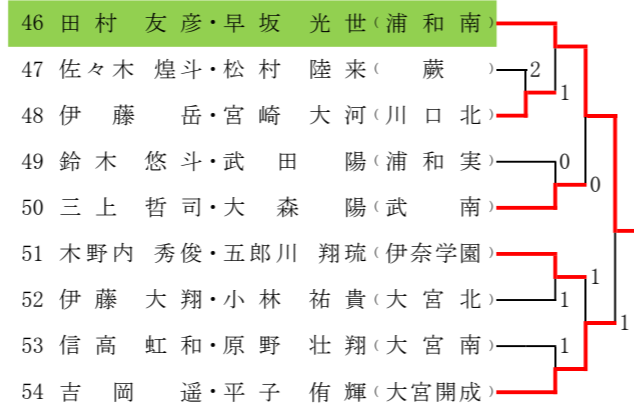 46 田村 友彦・早坂 光世(浦和南)
47 佐々木 煌斗・松村 陸来(蕨) 2
1
48 伊藤 岳・宮崎 大河(川口北)
49 鈴木 悠斗・武田 陽(浦和実) 0
0
50 三上 哲司・大森 陽(武南)
51 木野内 秀俊・五郎川 翔琉(伊奈学園)
1
52 伊藤 大翔・小林 祐貴(大宮北) 1
1
53 信高 虹和・原野 壮翔(大宮南) 1
54 吉岡 遥・平子 侑輝(大宮開成)